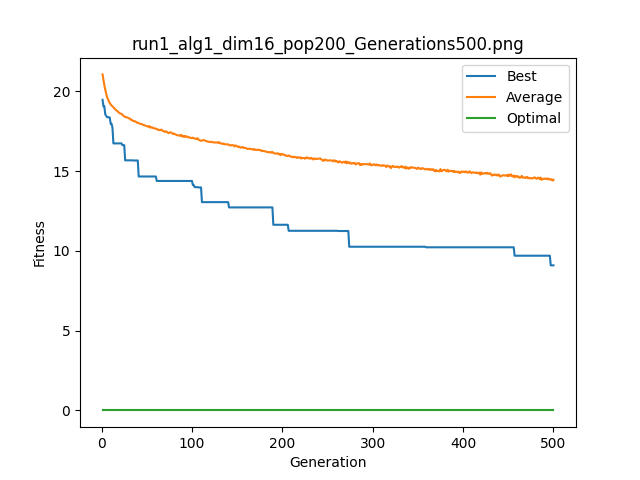 run1_alg1_dim16_pop200_Generations500.png
Best
Average
Optimal
20
15
10
5
0
Fitness
0 100 200 300 400 500
Generation